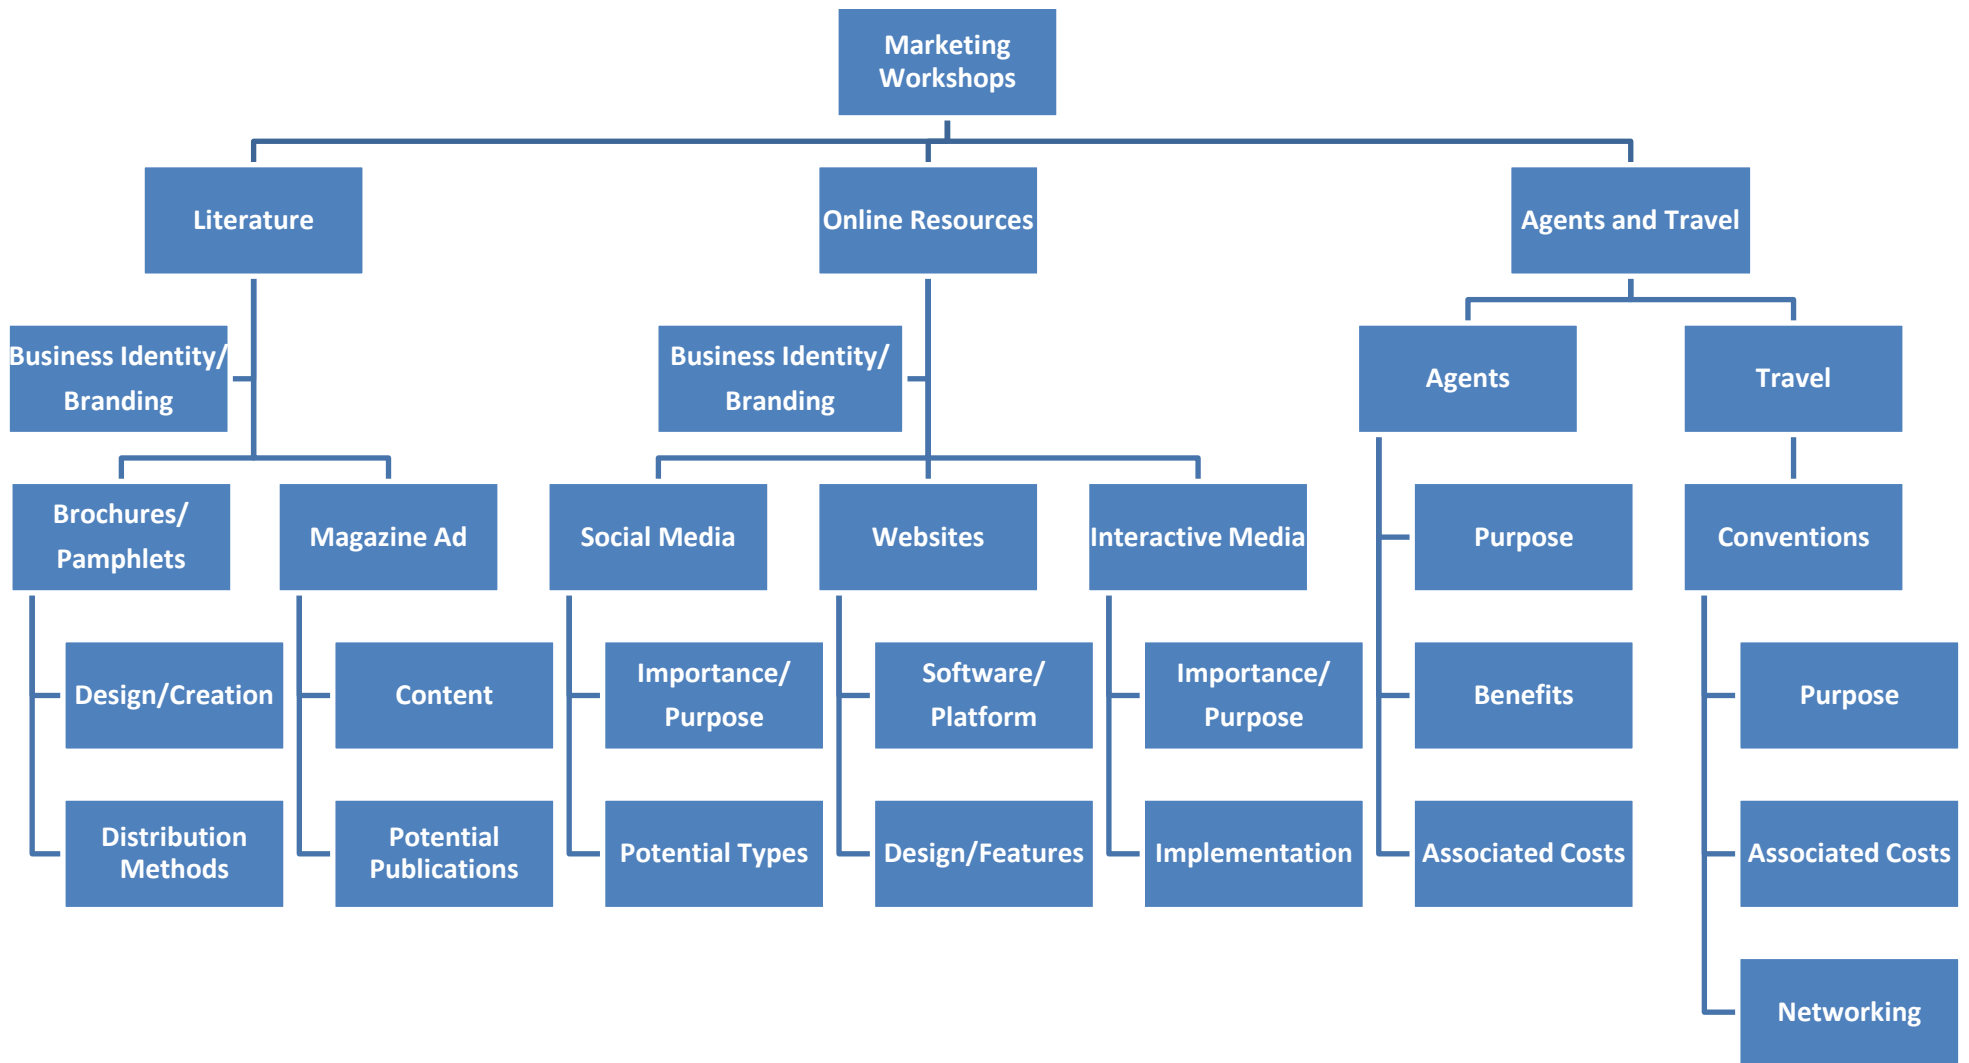 Marketing
Workshops
Literature
Online Resources
Agents and Travel
Business Identity/
Branding
Business Identity/
Branding
Agents
Travel
Brochures/
Pamphlets
Magazine Ad
Social Media
Websites
Interactive Media
Purpose
Conventions
Design/Creation
Content
Importance/
Purpose
Software/
Platform
Importance/
Purpose
Benefits
Purpose
Distribution
Methods
Potential
Publications
Potential Types
Design/Features
Implementation
Associated Costs
Associated Costs
Networking